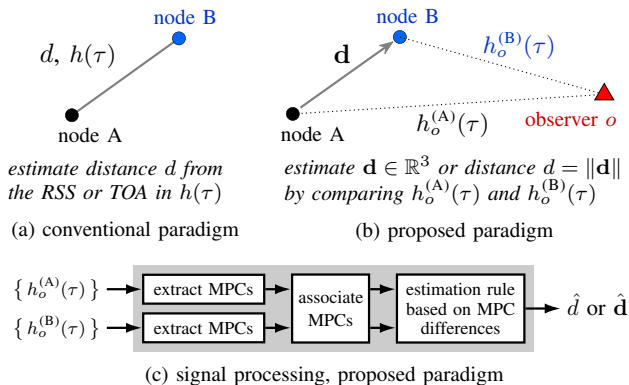 node B
d, h(τ)
node A
estimate distance d from
the RSS or TOA in h(τ)
(a) conventional paradigm
node B
d
h_o^(B)(τ)
h_o^(A)(τ)
node A
observer o
estimate d ∈ ℝ³ or distance d = ‖d‖
by comparing h_o^(A)(τ) and h_o^(B)(τ)
(b) proposed paradigm
{ h_o^(A)(τ) }
extract MPCs
{ h_o^(B)(τ) }
extract MPCs
associate
MPCs
estimation rule
based on MPC
differences
d̂ or d̂
(c) signal processing, proposed paradigm